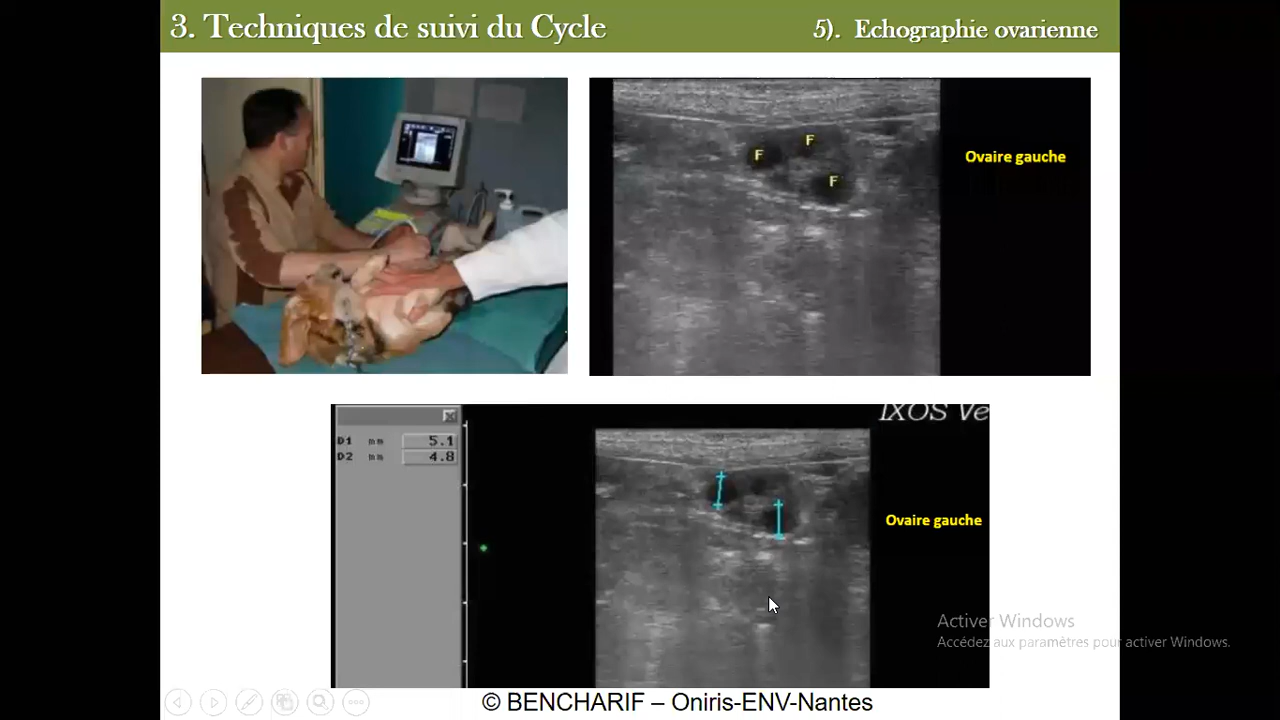 3. Techniques de suivi du Cycle
5). Echographie ovarienne
F
F
F
Ovaire gauche
IXOS Ve
D1 mm 5.1
D2 mm 4.8
Ovaire gauche
Activer Windows
Accédez aux paramètres pour activer Windows.
© BENCHARIF – Oniris-ENV-Nantes